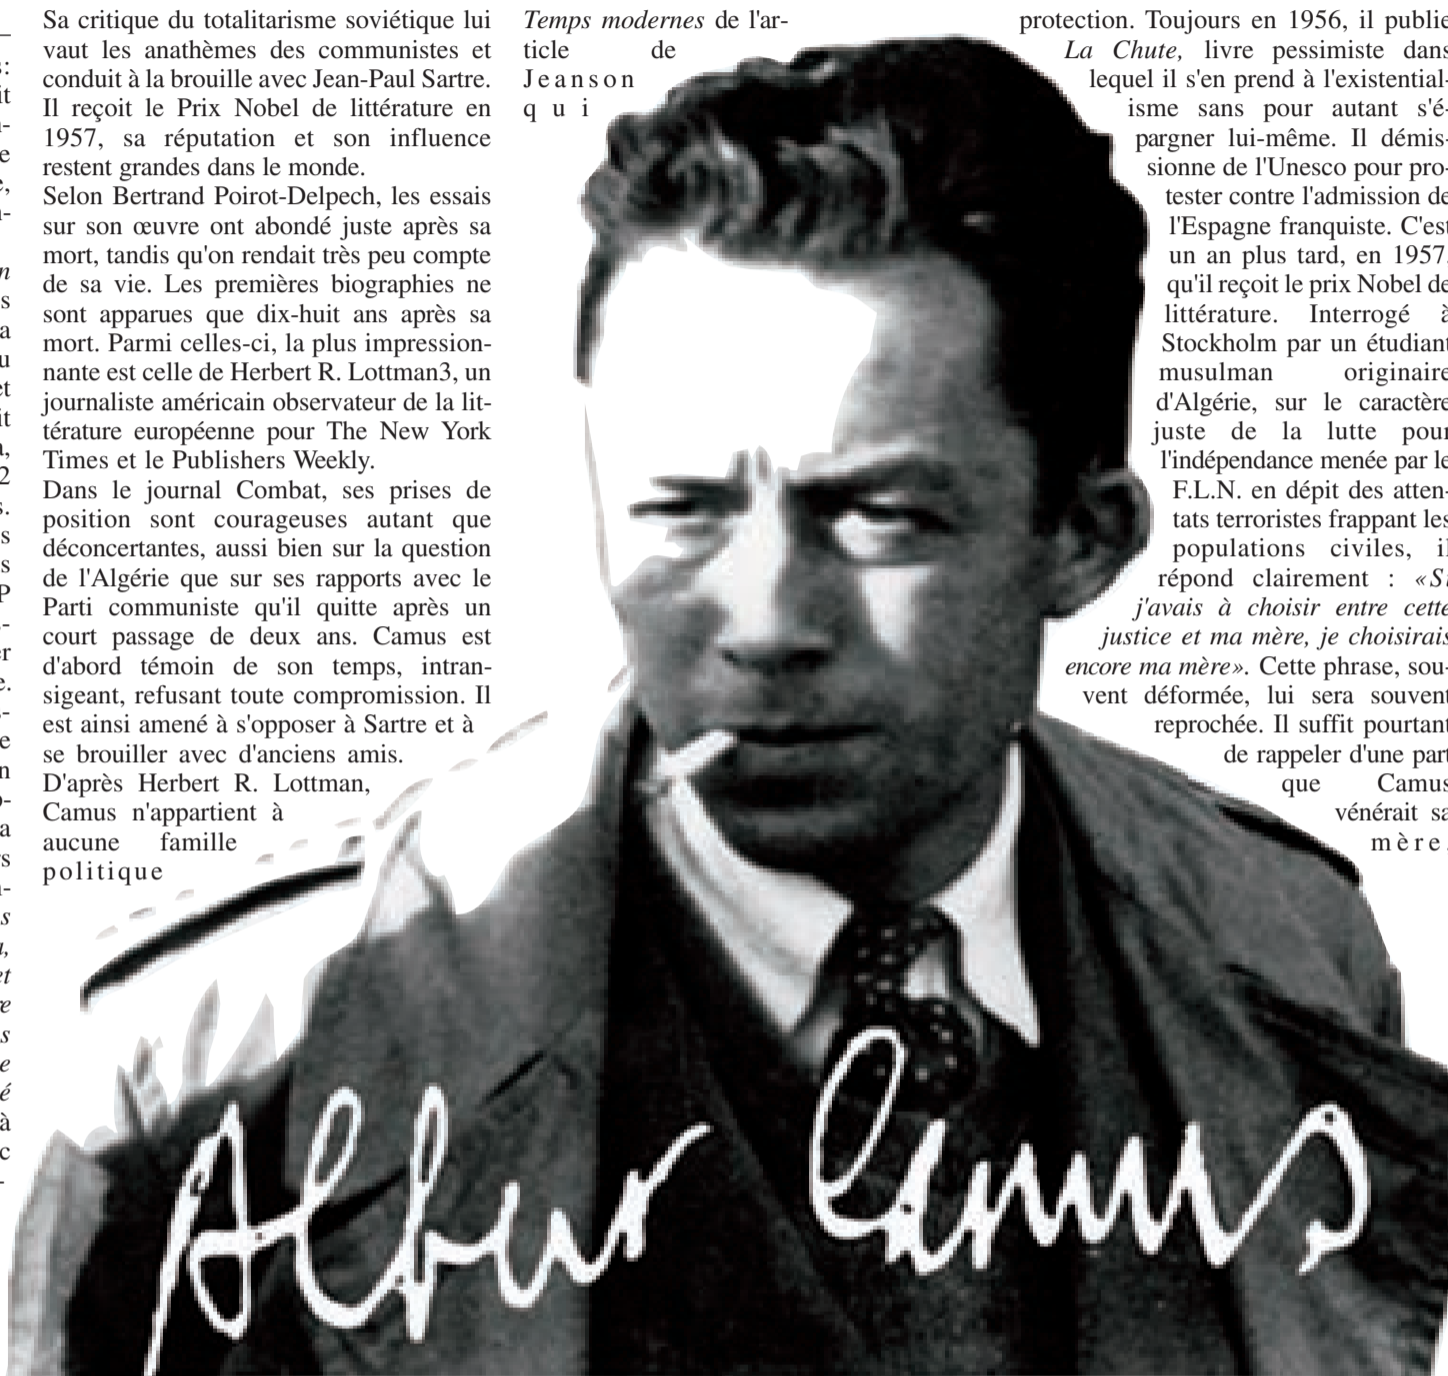 Sa critique du totalitarisme soviétique lui
vaut les anathèmes des communistes et
conduit à la brouille avec Jean-Paul Sartre.
Il reçoit le Prix Nobel de littérature en
1957, sa réputation et son influence
restent grandes dans le monde.
Selon Bertrand Poirot-Delpech, les essais
sur son œuvre ont abondé juste après sa
mort, tandis qu'on rendait très peu compte
de sa vie. Les premières biographies ne
sont apparues que dix-huit ans après sa
mort. Parmi celles-ci, la plus impression-
nante est celle de Herbert R. Lottman3, un
journaliste américain observateur de la lit-
térature européenne pour The New York
Times et le Publishers Weekly.
Dans le journal Combat, ses prises de
position sont courageuses autant que
déconcertantes, aussi bien sur la question
de l'Algérie que sur ses rapports avec le
Parti communiste qu'il quitte après un
court passage de deux ans. Camus est
d'abord témoin de son temps, intran-
sigeant, refusant toute compromission. Il
est ainsi amené à s'opposer à Sartre et à
se brouiller avec d'anciens amis.
D'après Herbert R. Lottman,
Camus n'appartient à
aucune famille
politique
Temps modernes de l'ar-
ticle de
Jeanson
qui
protection. Toujours en 1956, il publie
La Chute, livre pessimiste dans
lequel il s'en prend à l'existential-
isme sans pour autant s'é-
pargner lui-même. Il démis-
sionne de l'Unesco pour pro-
tester contre l'admission de
l'Espagne franquiste. C'est
un an plus tard, en 1957,
qu'il reçoit le prix Nobel de
littérature. Interrogé à
Stockholm par un étudiant
musulman originaire
d'Algérie, sur le caractère
juste de la lutte pour
l'indépendance menée par le
F.L.N. en dépit des atten-
tats terroristes frappant les
populations civiles, il
répond clairement : «Si
j'avais à choisir entre cette
justice et ma mère, je choisirais
encore ma mère». Cette phrase, sou-
vent déformée, lui sera souvent
reprochée. Il suffit pourtant
de rappeler d'une part
que Camus
vénérait sa
mère.
Albert Camus